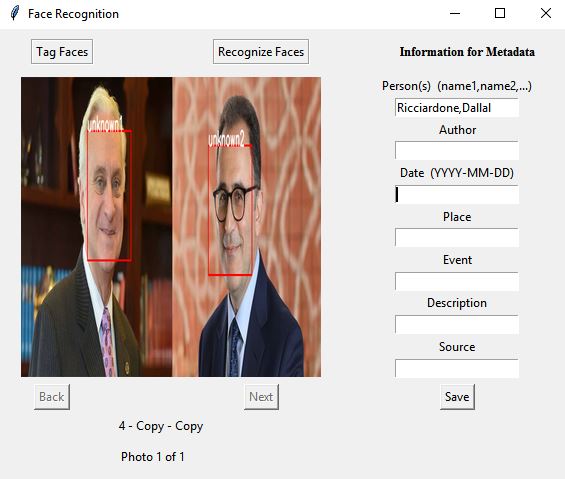 Face Recognition
Tag Faces
Recognize Faces
Information for Metadata
Person(s) (name1,name2,...)
Ricciardone,Dallal
Author
unknown1
unknown2
Date (YYYY-MM-DD)
Place
Event
Description
Source
Back
Next
Save
4 - Copy - Copy
Photo 1 of 1